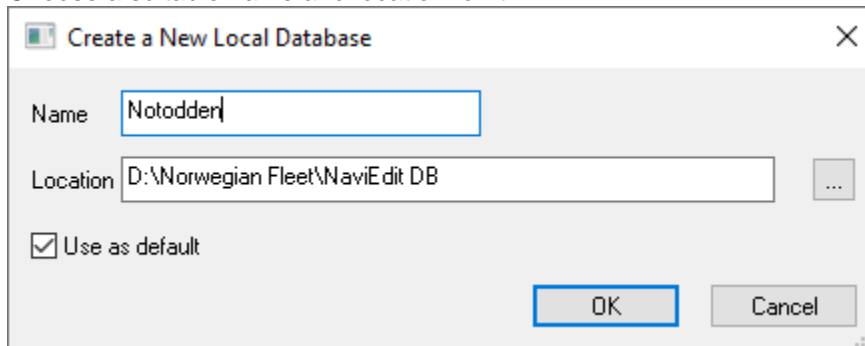 Create a New Local Database
Name Notodden
Location D:\Norwegian Fleet\NaviEdit DB ...
Use as default
OK Cancel